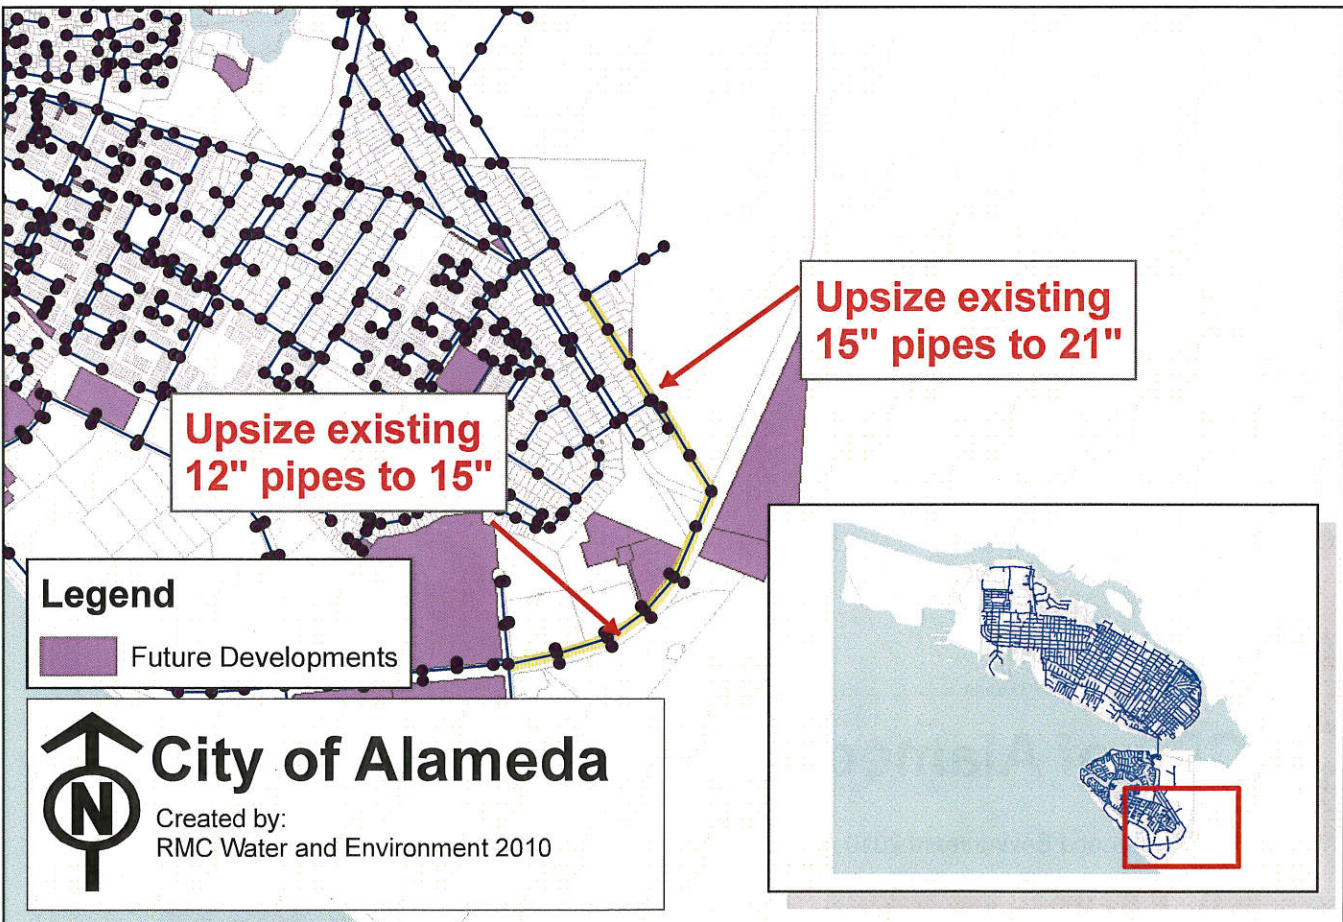 Upsize existing
15" pipes to 21"
Upsize existing
12" pipes to 15"
Legend
Future Developments
N
City of Alameda
Created by:
RMC Water and Environment 2010